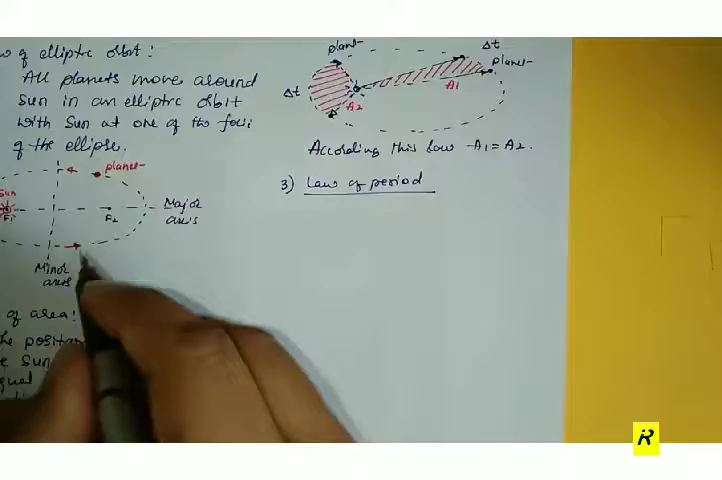 of elliptic orbit:
All planets move around
Sun in an elliptic orbit
with Sun at one of the foci
of the ellipse.
planet
Sun
F1
F2
Major
axis
Minor
axis
of area:
the position
Sun
equal
planet
Δt
planet
Δt
A1
A2
According this law A1 = A2.
3) Law of period
R